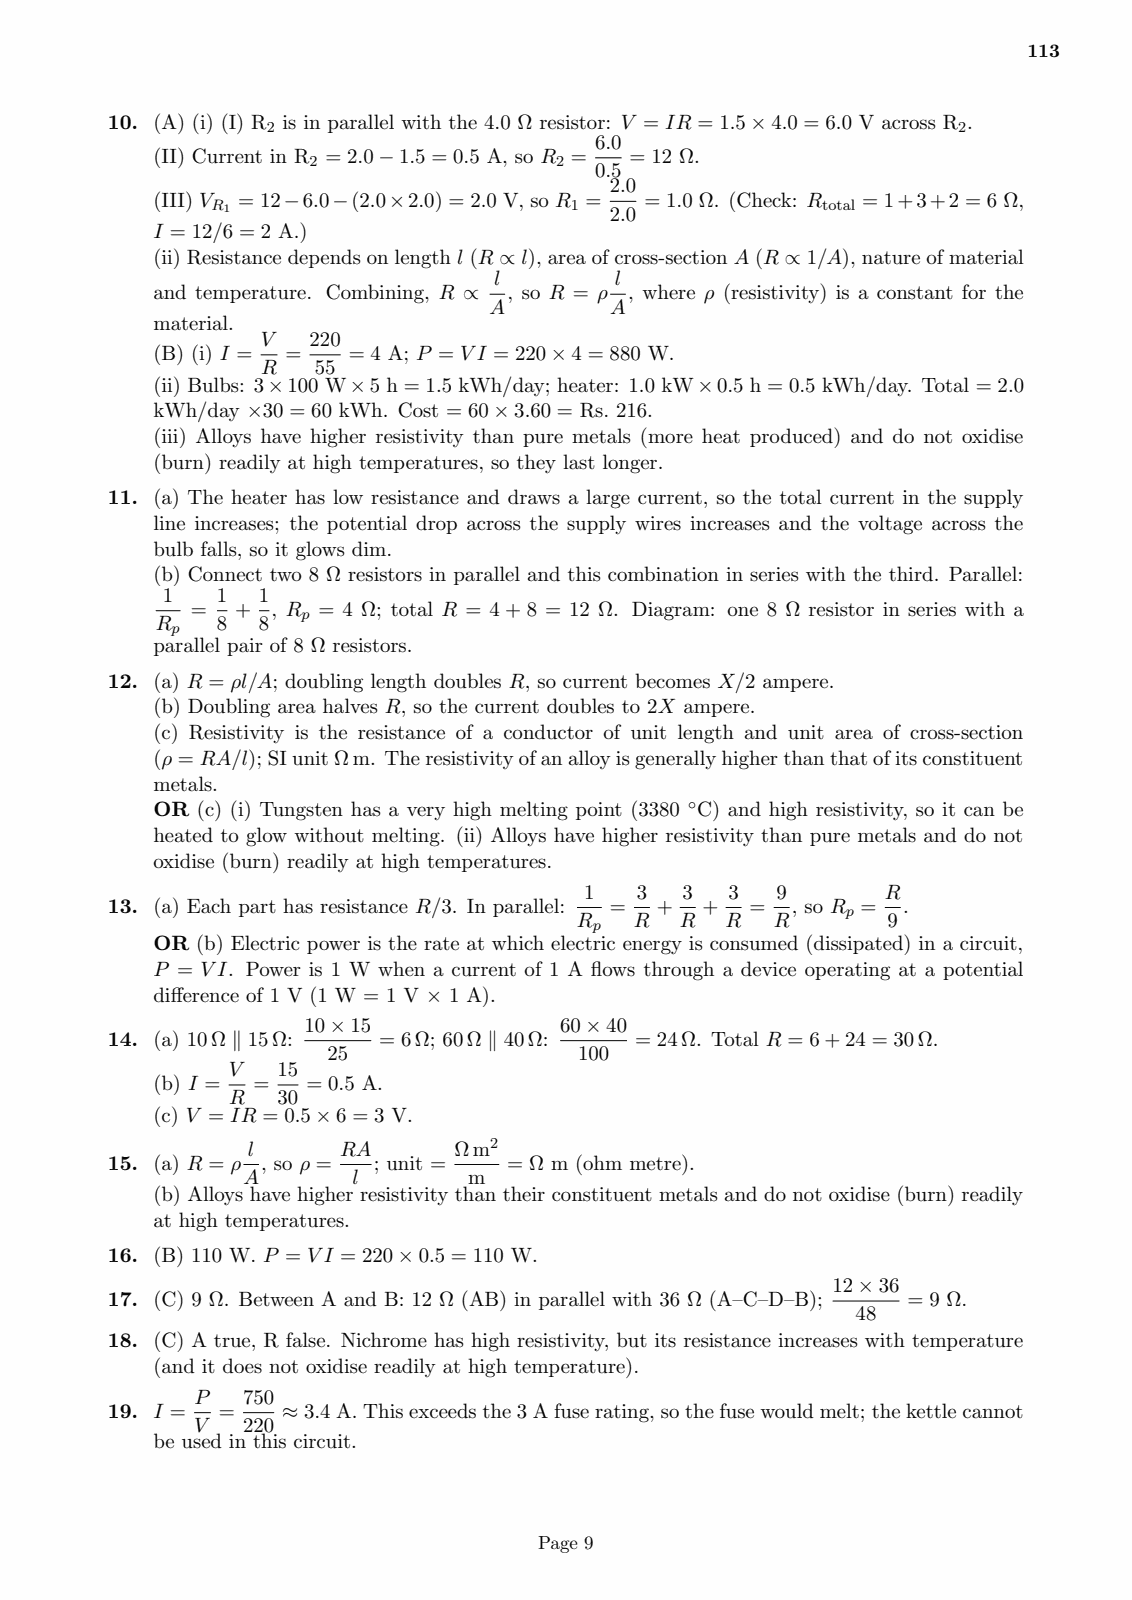 113
10. (A) (i) (I) R₂ is in parallel with the 4.0 Ω resistor: V = IR = 1.5 × 4.0 = 6.0 V across R₂.
(II) Current in R₂ = 2.0 − 1.5 = 0.5 A, so R₂ = 6.0/0.5 = 12 Ω.
(III) V_R₁ = 12−6.0−(2.0×2.0) = 2.0 V, so R₁ = 2.0/2.0 = 1.0 Ω. (Check: R_total = 1+3+2 = 6 Ω,
I = 12/6 = 2 A.)
(ii) Resistance depends on length l (R ∝ l), area of cross-section A (R ∝ 1/A), nature of material
and temperature. Combining, R ∝ l/A, so R = ρ l/A, where ρ (resistivity) is a constant for the
material.
(B) (i) I = V/R = 220/55 = 4 A; P = VI = 220 × 4 = 880 W.
(ii) Bulbs: 3 × 100 W × 5 h = 1.5 kWh/day; heater: 1.0 kW × 0.5 h = 0.5 kWh/day. Total = 2.0
kWh/day ×30 = 60 kWh. Cost = 60 × 3.60 = Rs. 216.
(iii) Alloys have higher resistivity than pure metals (more heat produced) and do not oxidise
(burn) readily at high temperatures, so they last longer.
11. (a) The heater has low resistance and draws a large current, so the total current in the supply
line increases; the potential drop across the supply wires increases and the voltage across the
bulb falls, so it glows dim.
(b) Connect two 8 Ω resistors in parallel and this combination in series with the third. Parallel:
1/Rₚ = 1/8 + 1/8, Rₚ = 4 Ω; total R = 4 + 8 = 12 Ω. Diagram: one 8 Ω resistor in series with a
parallel pair of 8 Ω resistors.
12. (a) R = ρl/A; doubling length doubles R, so current becomes X/2 ampere.
(b) Doubling area halves R, so the current doubles to 2X ampere.
(c) Resistivity is the resistance of a conductor of unit length and unit area of cross-section
(ρ = RA/l); SI unit Ω m. The resistivity of an alloy is generally higher than that of its constituent
metals.
OR (c) (i) Tungsten has a very high melting point (3380 °C) and high resistivity, so it can be
heated to glow without melting. (ii) Alloys have higher resistivity than pure metals and do not
oxidise (burn) readily at high temperatures.
13. (a) Each part has resistance R/3. In parallel: 1/Rₚ = 3/R + 3/R + 3/R = 9/R, so Rₚ = R/9.
OR (b) Electric power is the rate at which electric energy is consumed (dissipated) in a circuit,
P = VI. Power is 1 W when a current of 1 A flows through a device operating at a potential
difference of 1 V (1 W = 1 V × 1 A).
14. (a) 10 Ω ∥ 15 Ω: 10 × 15/25 = 6 Ω; 60 Ω ∥ 40 Ω: 60 × 40/100 = 24 Ω. Total R = 6 + 24 = 30 Ω.
(b) I = V/R = 15/30 = 0.5 A.
(c) V = IR = 0.5 × 6 = 3 V.
15. (a) R = ρ l/A, so ρ = RA/l; unit = Ω m²/m = Ω m (ohm metre).
(b) Alloys have higher resistivity than their constituent metals and do not oxidise (burn) readily
at high temperatures.
16. (B) 110 W. P = VI = 220 × 0.5 = 110 W.
17. (C) 9 Ω. Between A and B: 12 Ω (AB) in parallel with 36 Ω (A–C–D–B); 12 × 36/48 = 9 Ω.
18. (C) A true, R false. Nichrome has high resistivity, but its resistance increases with temperature
(and it does not oxidise readily at high temperature).
19. I = P/V = 750/220 ≈ 3.4 A. This exceeds the 3 A fuse rating, so the fuse would melt; the kettle cannot
be used in this circuit.
Page 9